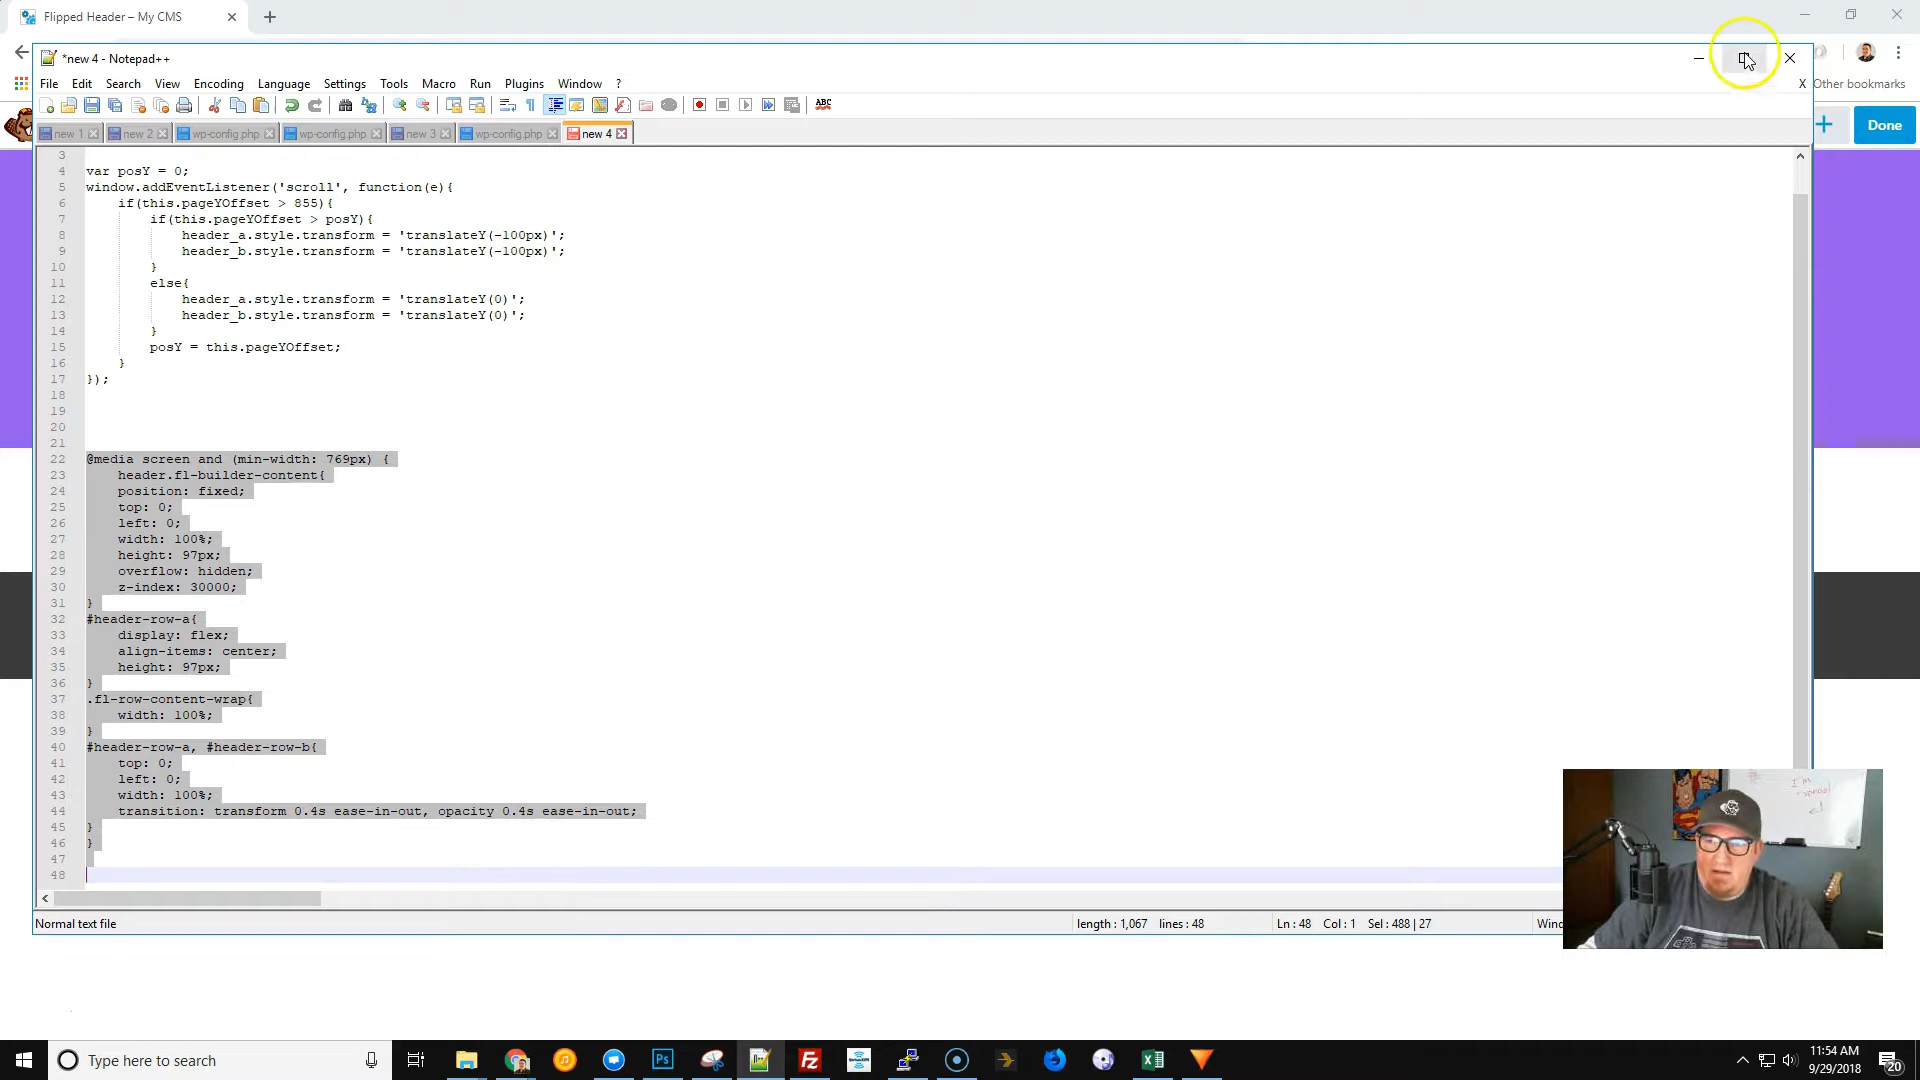 Flipped Header – My CMS
*new 4 - Notepad++
File Edit Search View Encoding Language Settings Tools Macro Run Plugins Window ?
X
Other bookmarks
ABC
Done
new 1 new 2 wp-config.php wp-config.php new 3 wp-config.php new 4
3
4 var posY = 0;
5 window.addEventListener('scroll', function(e){
6 if(this.pageYOffset > 855){
7 if(this.pageYOffset > posY){
8 header_a.style.transform = 'translateY(-100px)';
9 header_b.style.transform = 'translateY(-100px)';
10 }
11 else{
12 header_a.style.transform = 'translateY(0)';
13 header_b.style.transform = 'translateY(0)';
14 }
15 posY = this.pageYOffset;
16 }
17 });
18
19
20
21
22 @media screen and (min-width: 769px) {
23 header.fl-builder-content{
24 position: fixed;
25 top: 0;
26 left: 0;
27 width: 100%;
28 height: 97px;
29 overflow: hidden;
30 z-index: 30000;
31 }
32 #header-row-a{
33 display: flex;
34 align-items: center;
35 height: 97px;
36 }
37 .fl-row-content-wrap{
38 width: 100%;
39 }
40 #header-row-a, #header-row-b{
41 top: 0;
42 left: 0;
43 width: 100%;
44 transition: transform 0.4s ease-in-out, opacity 0.4s ease-in-out;
45 }
46 }
47
48
I'm
Normal text file length : 1,067 lines : 48 Ln : 48 Col : 1 Sel : 488 | 27 Wind
Type here to search
Ps
Fz
11:54 AM
9/29/2018
20